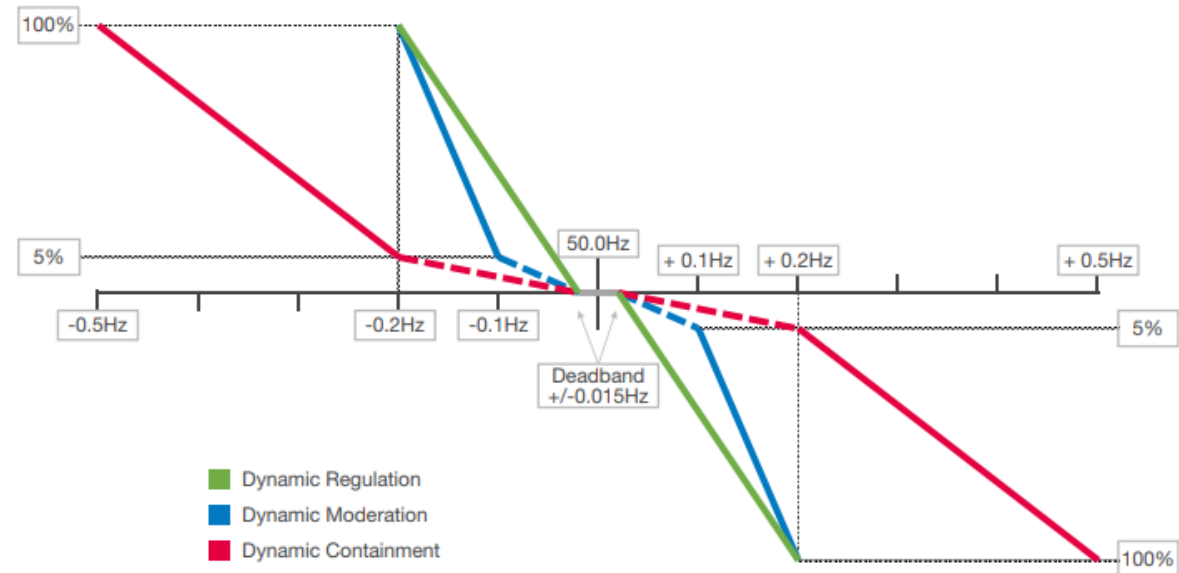 100%
5%
50.0Hz
+ 0.1Hz
+ 0.2Hz
+ 0.5Hz
-0.5Hz
-0.2Hz
-0.1Hz
5%
Deadband
+/-0.015Hz
Dynamic Regulation
Dynamic Moderation
Dynamic Containment
100%